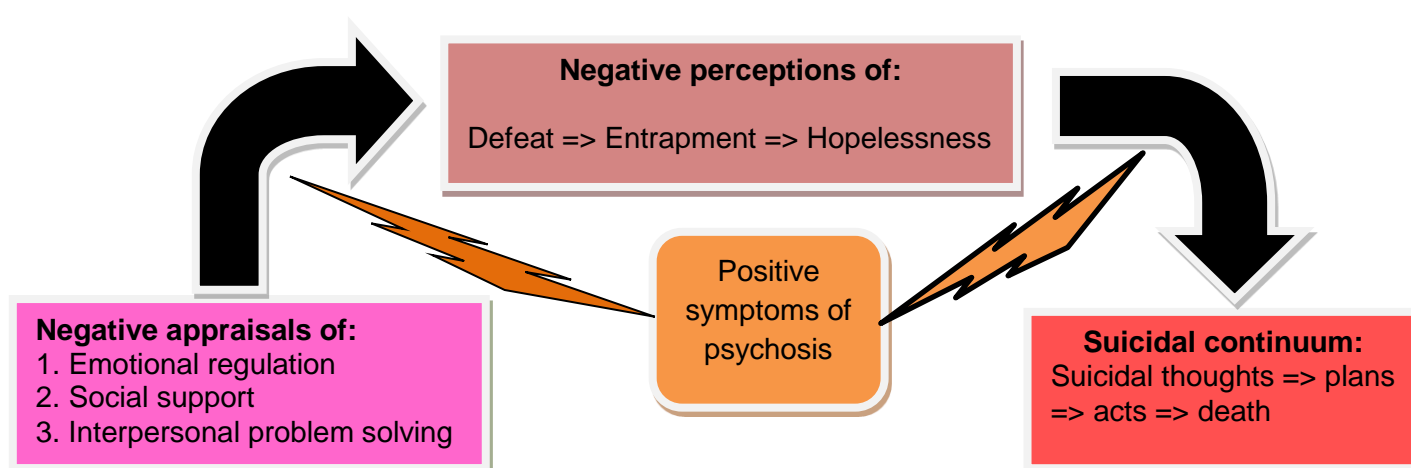 Negative perceptions of:
Defeat => Entrapment => Hopelessness
Positive
symptoms of
psychosis
Negative appraisals of:
1. Emotional regulation
2. Social support
3. Interpersonal problem solving
Suicidal continuum:
Suicidal thoughts => plans
=> acts => death